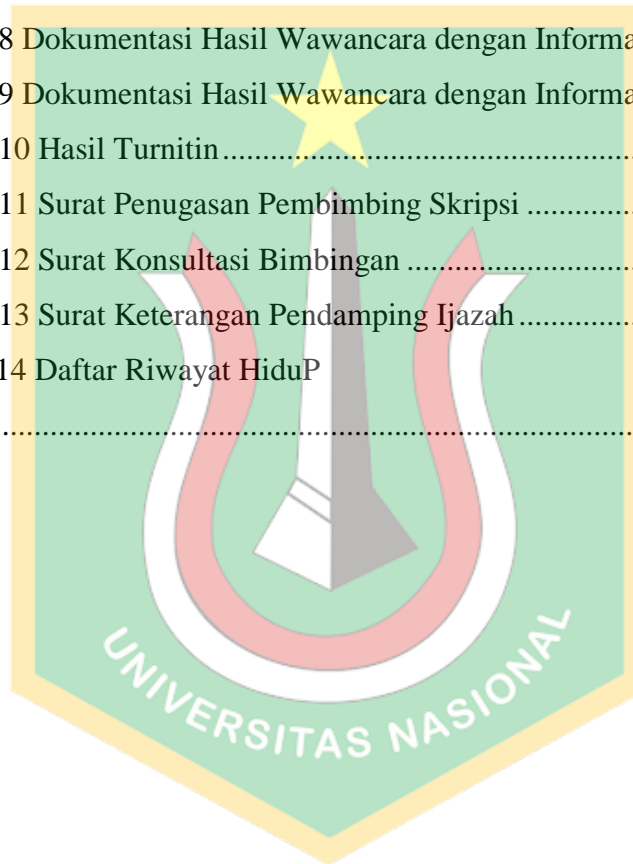 8 Dokumentasi Hasil Wawancara dengan Informa
9 Dokumentasi Hasil Wawancara dengan Informa
10 Hasil Turnitin......................................................
11 Surat Penugasan Pembimbing Skripsi ..............
12 Surat Konsultasi Bimbingan .............................
13 Surat Keterangan Pendamping Ijazah...............
14 Daftar Riwayat HiduP
................................................................................
UNIVERSITAS NASIONAL